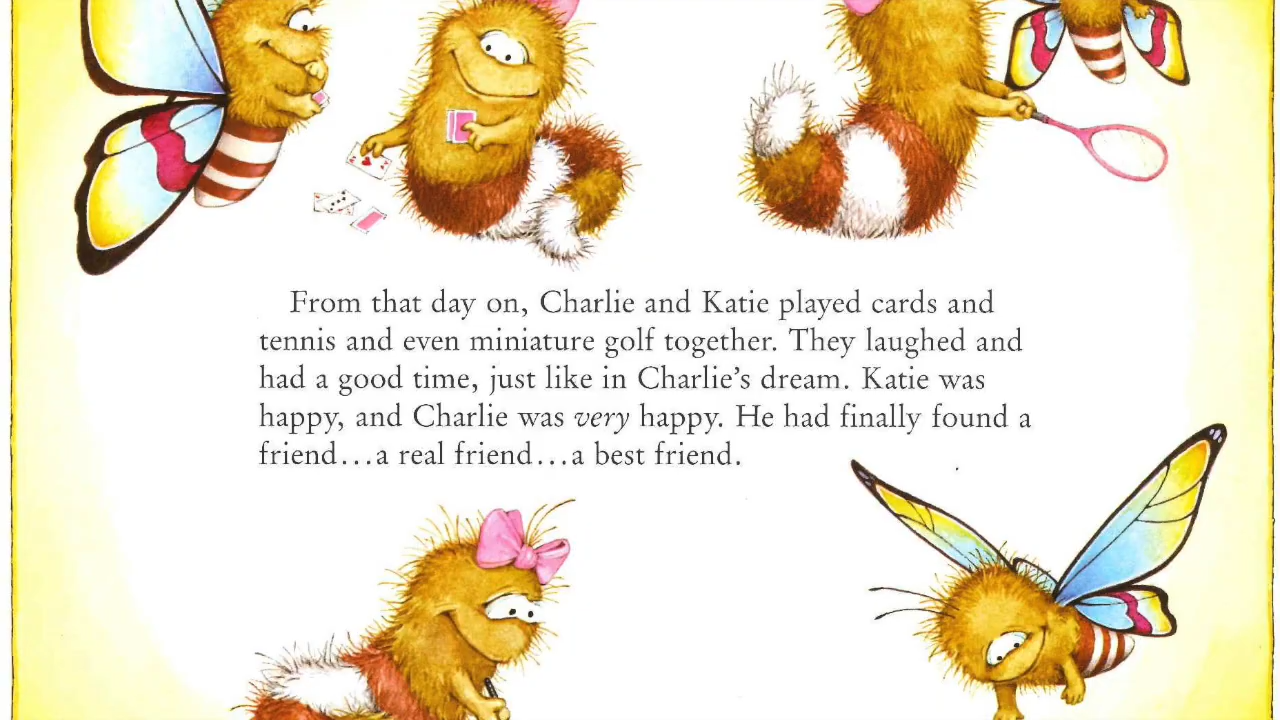 From that day on, Charlie and Katie played cards and
tennis and even miniature golf together. They laughed and
had a good time, just like in Charlie's dream. Katie was
happy, and Charlie was very happy. He had finally found a
friend...a real friend...a best friend.